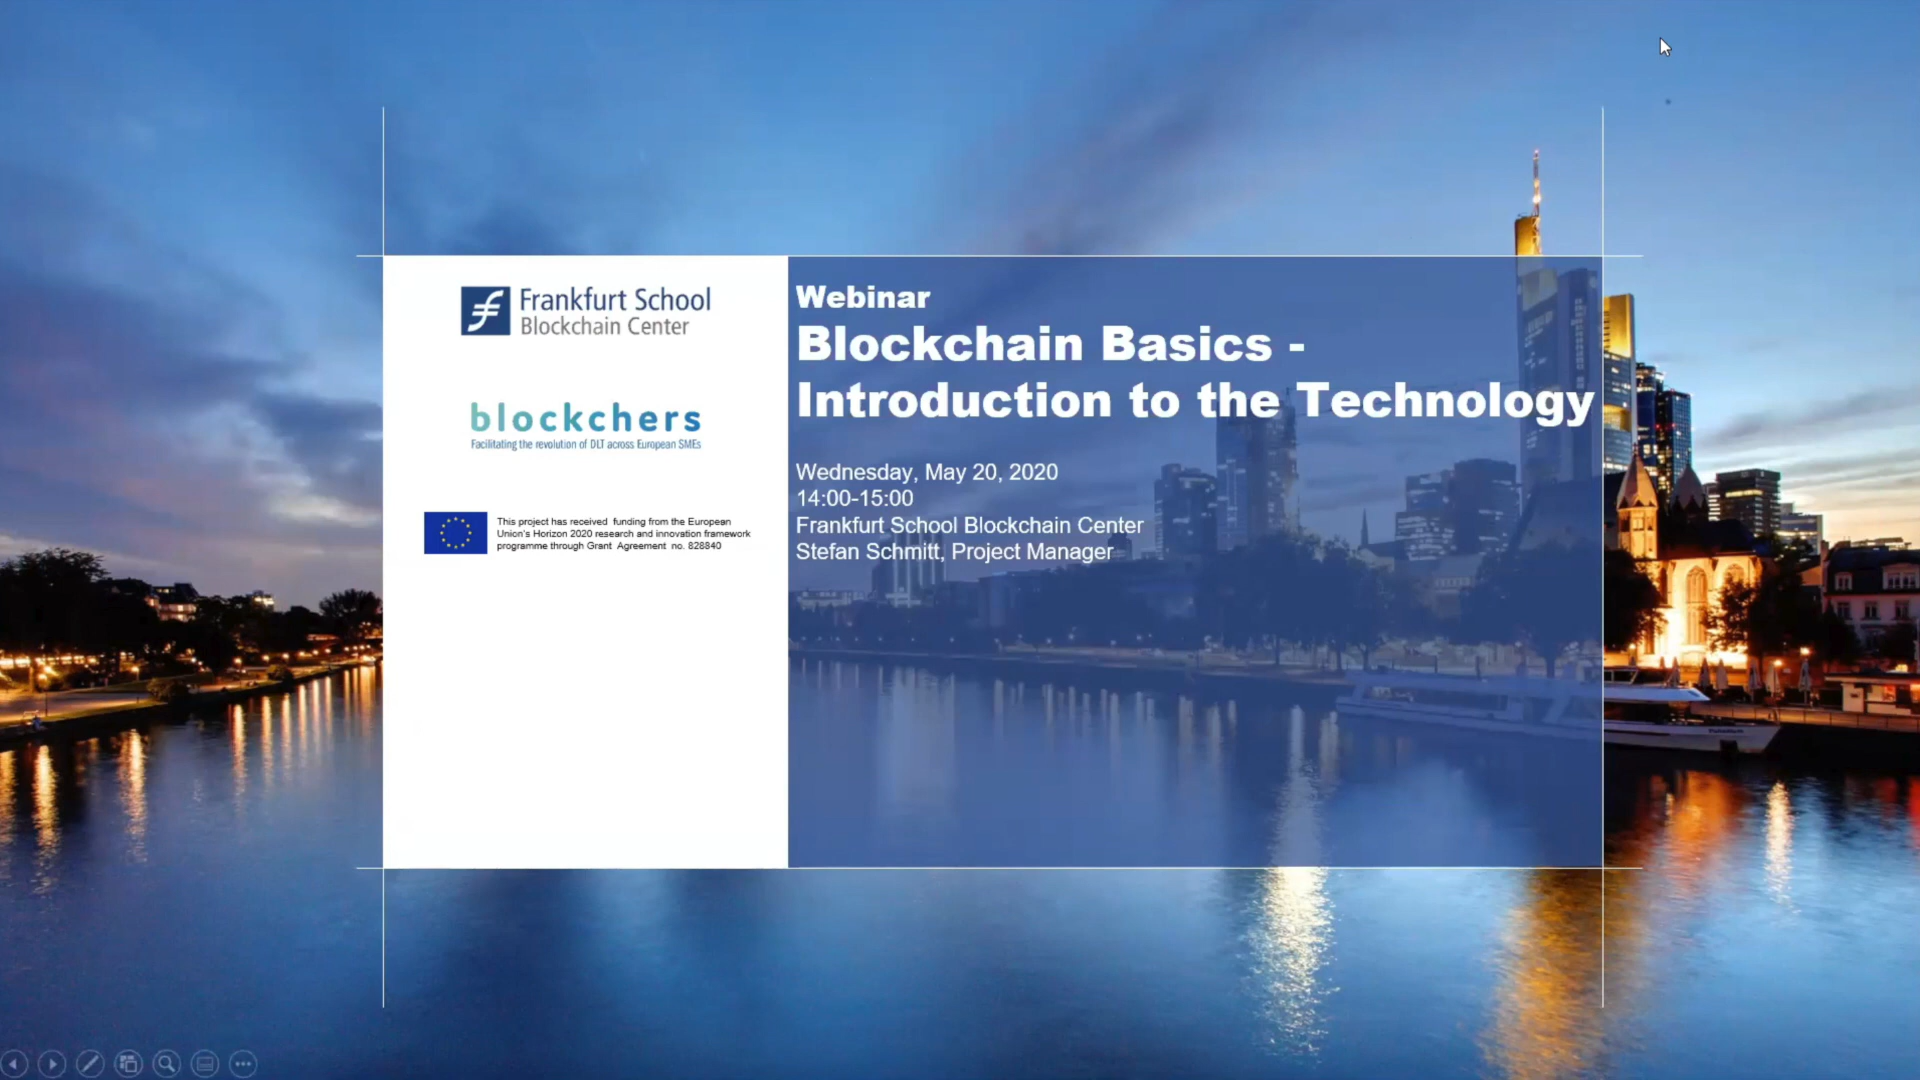 Frankfurt School
Blockchain Center
blockchers
Facilitating the revolution of DLT across European SMEs
This project has received funding from the European
Union's Horizon 2020 research and innovation framework
programme through Grant Agreement no. 828840
Webinar
Blockchain Basics -
Introduction to the Technology
Wednesday, May 20, 2020
14:00-15:00
Frankfurt School Blockchain Center
Stefan Schmitt, Project Manager